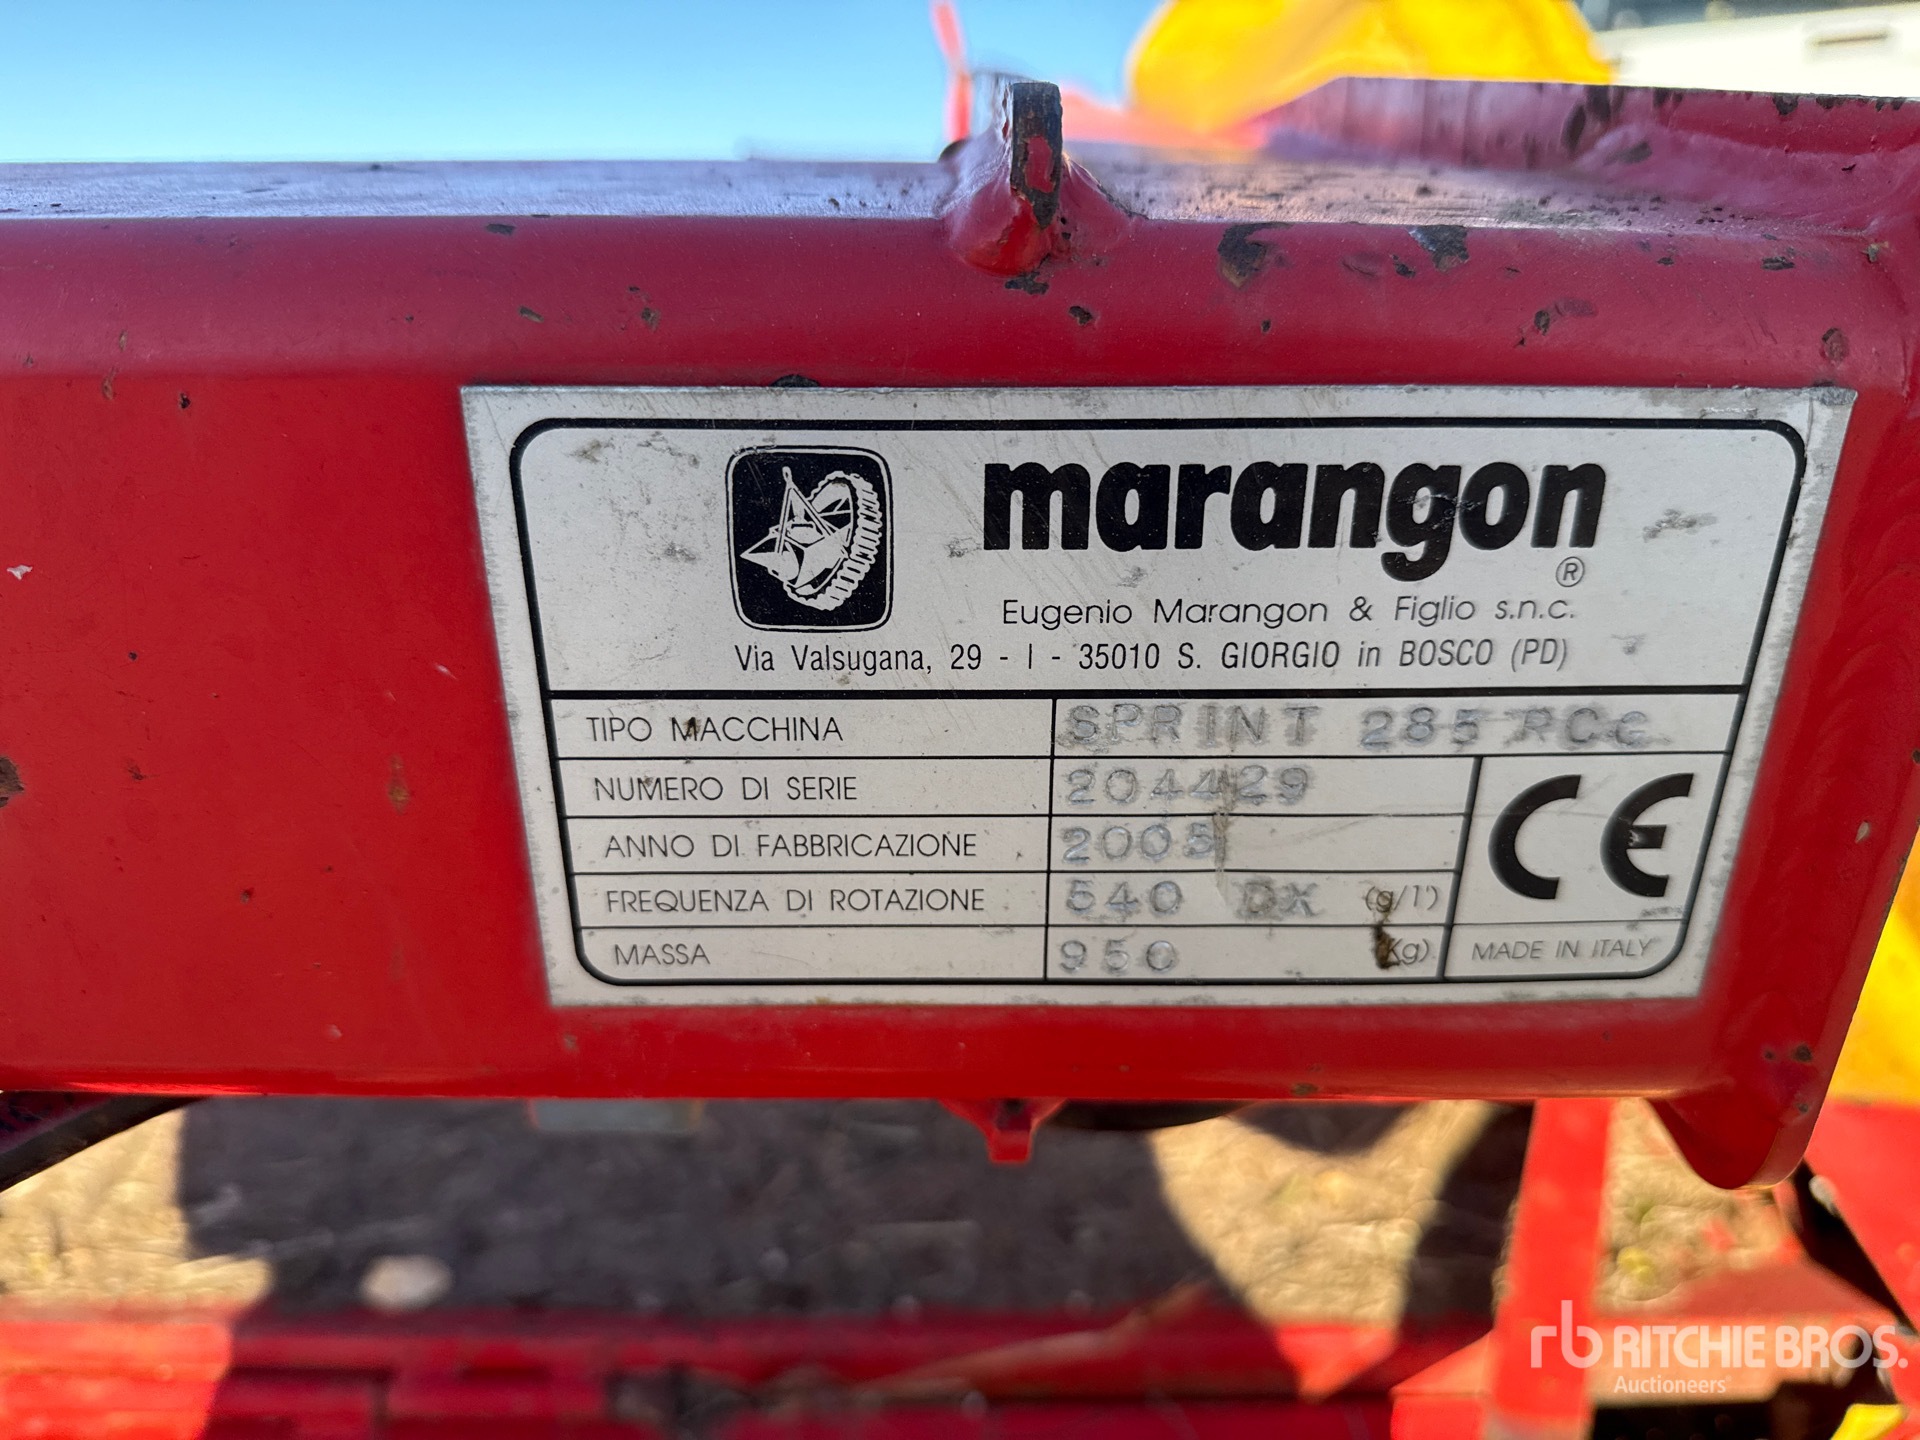 marangon
®
Eugenio Marangon & Figlio s.n.c.
Via Valsugana, 29 - I - 35010 S. GIORGIO in BOSCO (PD)
TIPO MACCHINA SPRINT 285 RCG
NUMERO DI SERIE 204429
ANNO DI FABBRICAZIONE 2005
FREQUENZA DI ROTAZIONE 540 DX (g/1')
MASSA 950 (Kg)
CE
MADE IN ITALY
rb RITCHIE BROS.
Auctioneers